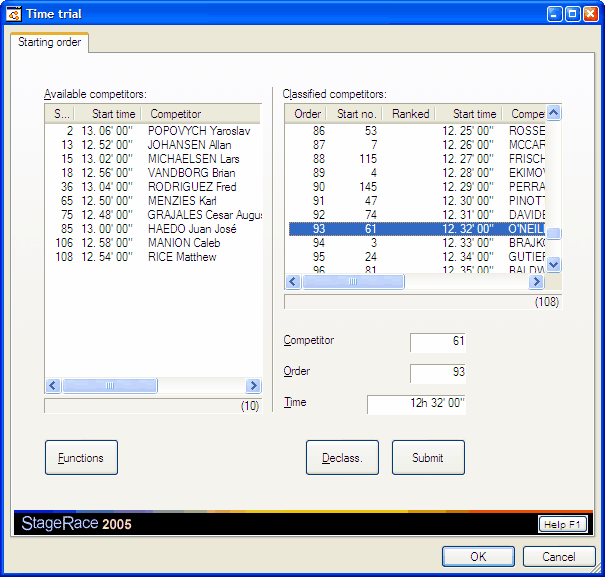 Time trial
Starting order
Available competitors:
S... Start time Competitor
2 13. 06' 00" POPOVYCH Yaroslav
13 12. 52' 00" JOHANSEN Allan
15 13. 02' 00" MICHAELSEN Lars
18 12. 56' 00" VANDBORG Brian
36 13. 04' 00" RODRIGUEZ Fred
65 12. 50' 00" MENZIES Karl
75 12. 48' 00" GRAJALES Cesar Augus
85 13. 00' 00" HAEDO Juan José
106 12. 58' 00" MANION Caleb
108 12. 54' 00" RICE Matthew
(10)
Classified competitors:
Order Start no. Ranked Start time Compe
86 53 12. 25' 00" ROSSE
87 7 12. 26' 00" MCCAR
88 115 12. 27' 00" FRISCH
89 4 12. 28' 00" EKIMOV
90 145 12. 29' 00" PERRA
91 47 12. 30' 00" PINOTT
92 74 12. 31' 00" DAVIDE
93 61 12. 32' 00" O'NEIL
94 3 12. 33' 00" BRAJK
95 24 12. 34' 00" GUTIER
96 81 12. 35' 00" BALDW
(108)
Competitor 61
Order 93
Time 12h 32' 00"
Functions
Declass.
Submit
StageRace 2005
Help F1
OK
Cancel